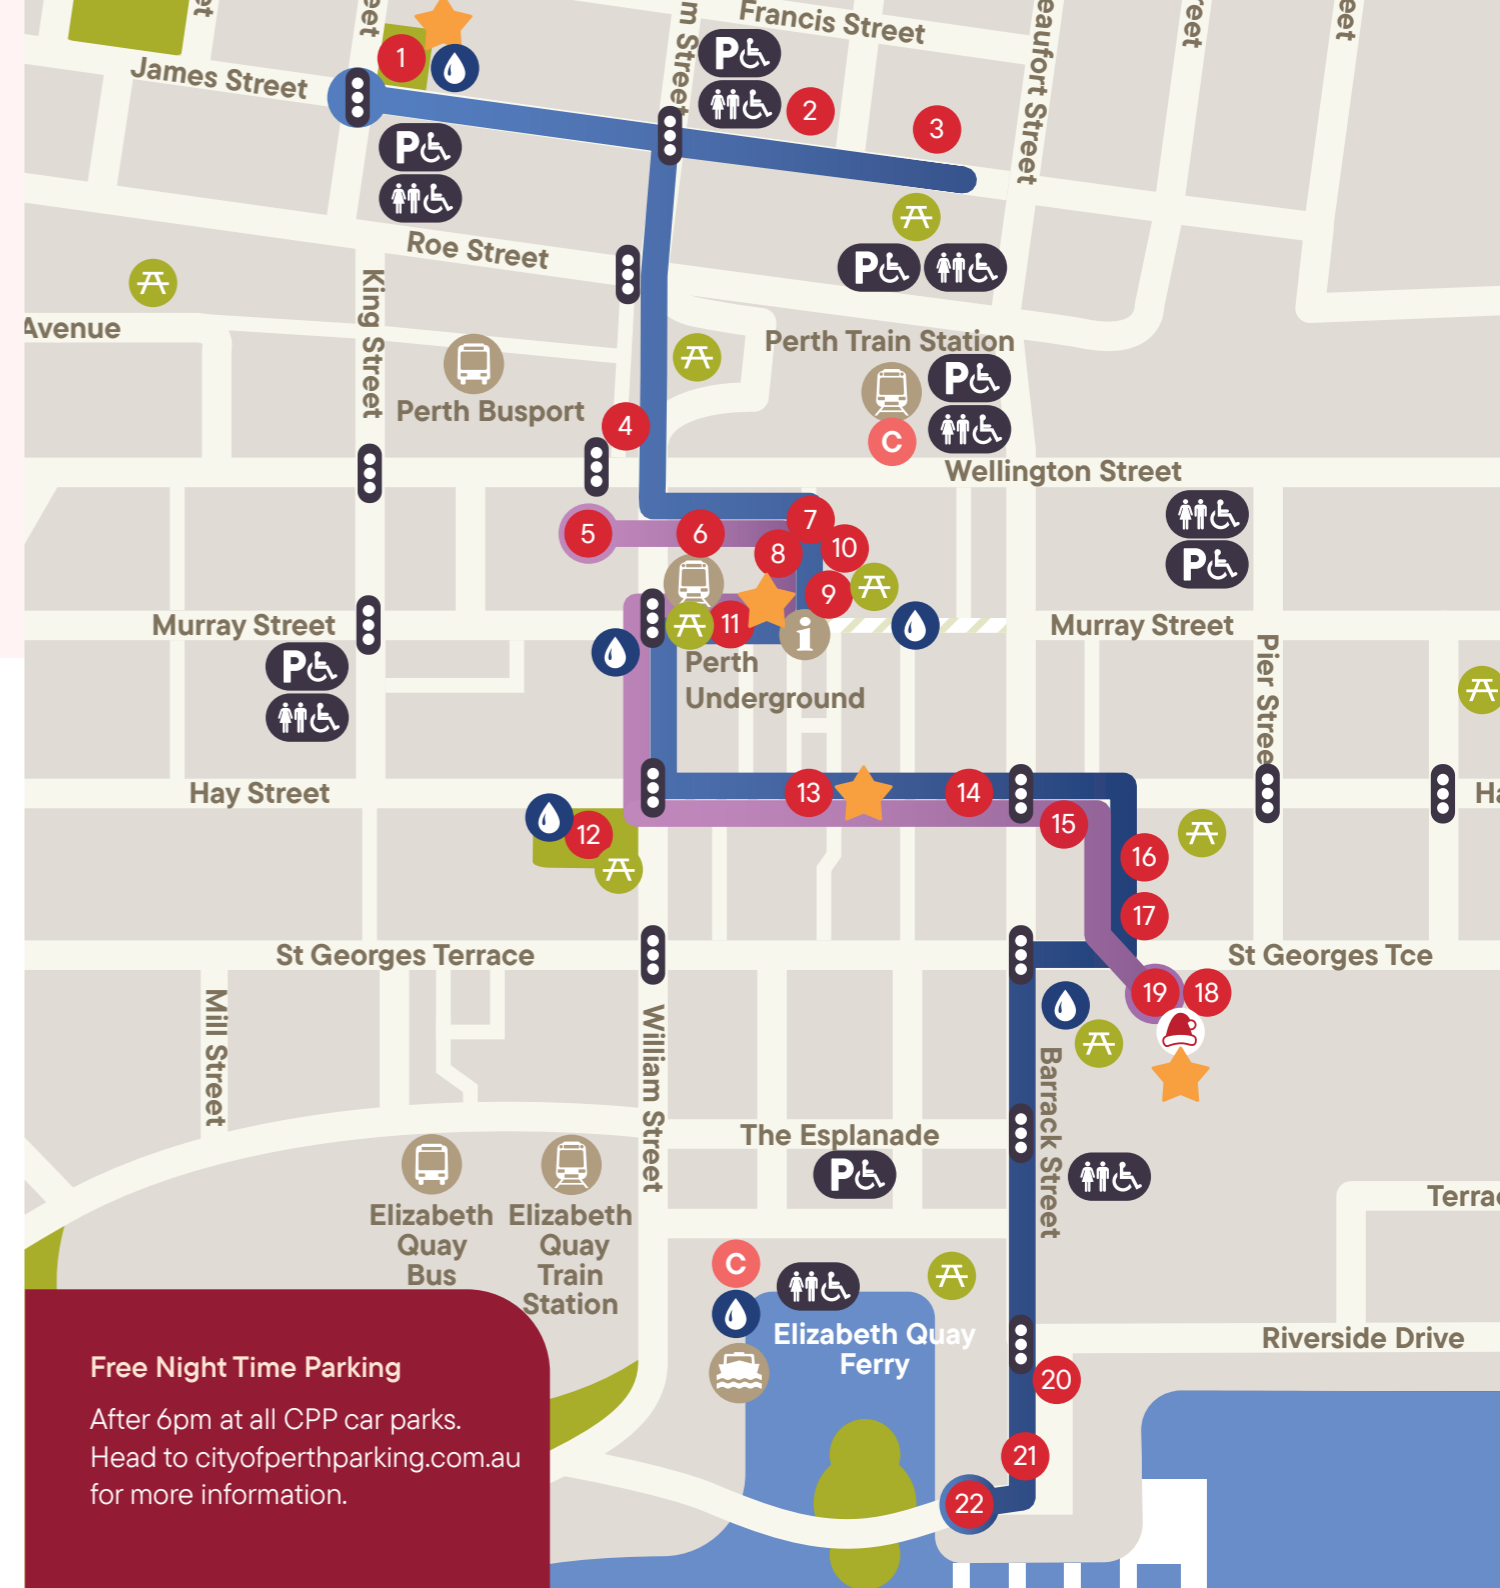 eet
eet
m Street
Francis Street
eaufort Street
reet
eet
1
James Street
P
2
3
P
Roe Street
P
King Street
Avenue
Perth Train Station
P
Perth Busport
C
4
Wellington Street
5
6
7
8
10
P
9
11
i
Murray Street
Murray Street
P
Perth
Underground
Pier Stree
Hay Street
13
14
Ha
12
15
16
17
St Georges Terrace
St Georges Tce
19
18
Mill Street
William Street
Barrack Street
The Esplanade
P
Elizabeth
Quay
Bus
Elizabeth
Quay
Train
Station
Terrac
C
Elizabeth Quay
Ferry
Riverside Drive
20
21
22
Free Night Time Parking
After 6pm at all CPP car parks.
Head to cityofperthparking.com.au
for more information.